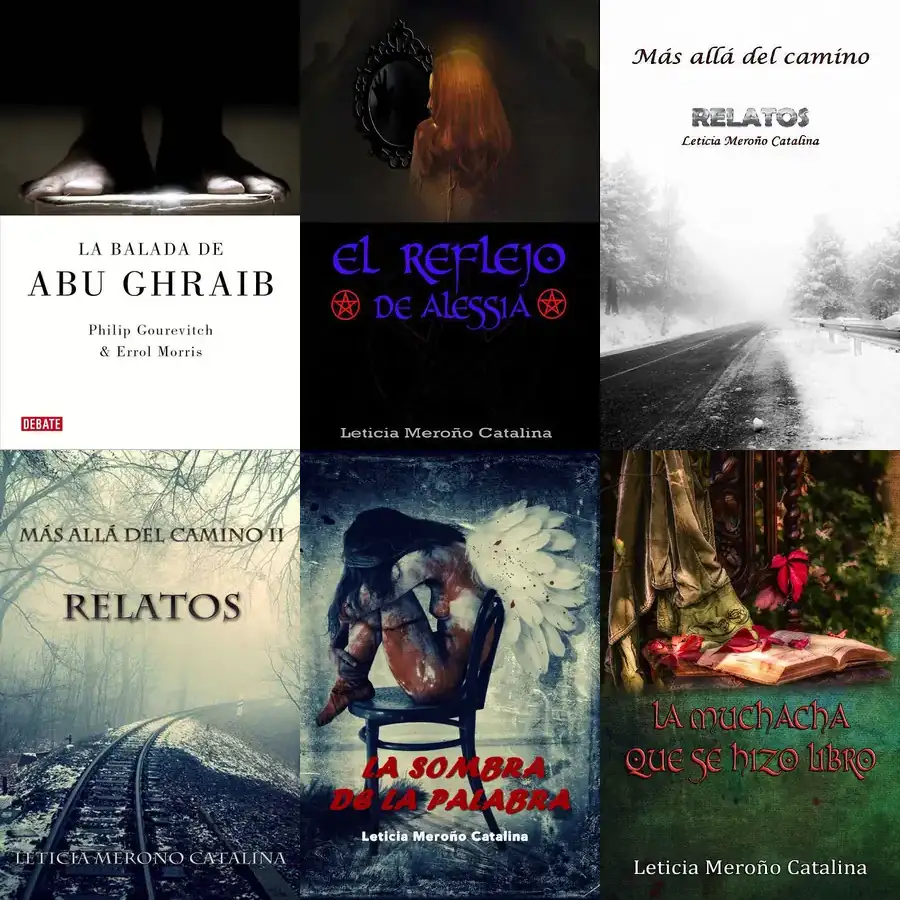 LA BALADA DE
ABU GHRAIB
Philip Gourevitch
& Errol Morris
DEBATE
EL REFLEJO
DE ALESSIA
Leticia Meroño Catalina
Más allá del camino
RELATOS
Leticia Meroño Catalina
MÁS ALLÁ DEL CAMINO II
RELATOS
LETICIA MEROÑO CATALINA
LA SOMBRA
DE LA PALABRA
Leticia Meroño Catalina
LA MUCHACHA
QUE SE HIZO LIBRO
Leticia Meroño Catalina